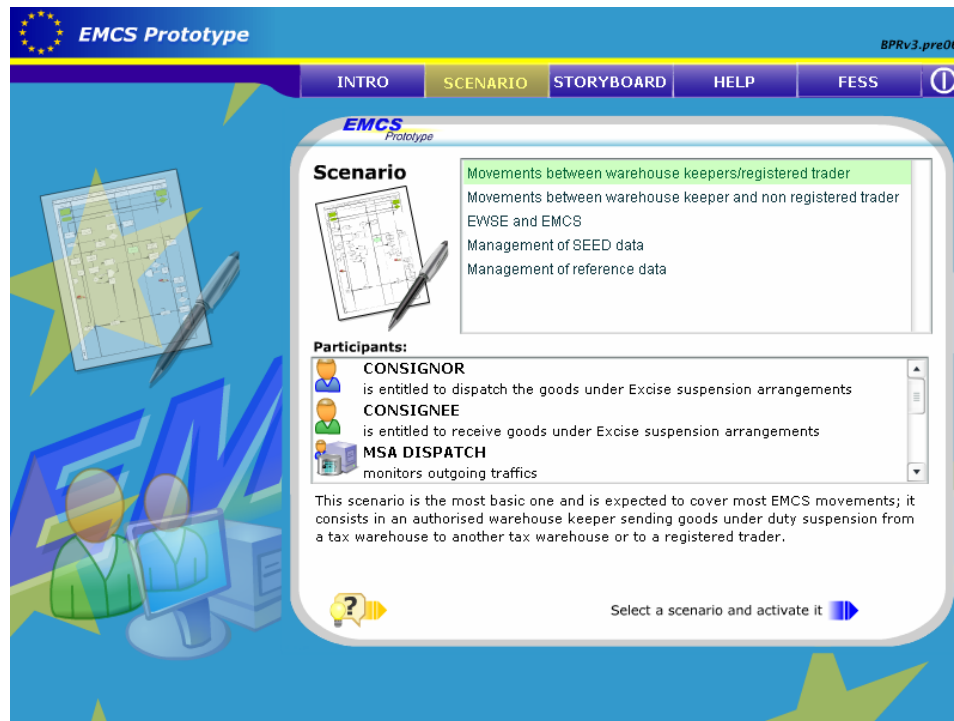 EMCS Prototype
BPRv3.pre06
INTRO SCENARIO STORYBOARD HELP FESS
EMCS
Prototype
Scenario
Movements between warehouse keepers/registered trader
Movements between warehouse keeper and non registered trader
EWSE and EMCS
Management of SEED data
Management of reference data
Participants:
CONSIGNOR
is entitled to dispatch the goods under Excise suspension arrangements
CONSIGNEE
is entitled to receive goods under Excise suspension arrangements
MSA DISPATCH
monitors outgoing traffics
This scenario is the most basic one and is expected to cover most EMCS movements; it
consists in an authorised warehouse keeper sending goods under duty suspension from
a tax warehouse to another tax warehouse or to a registered trader.
?
Select a scenario and activate it
EM